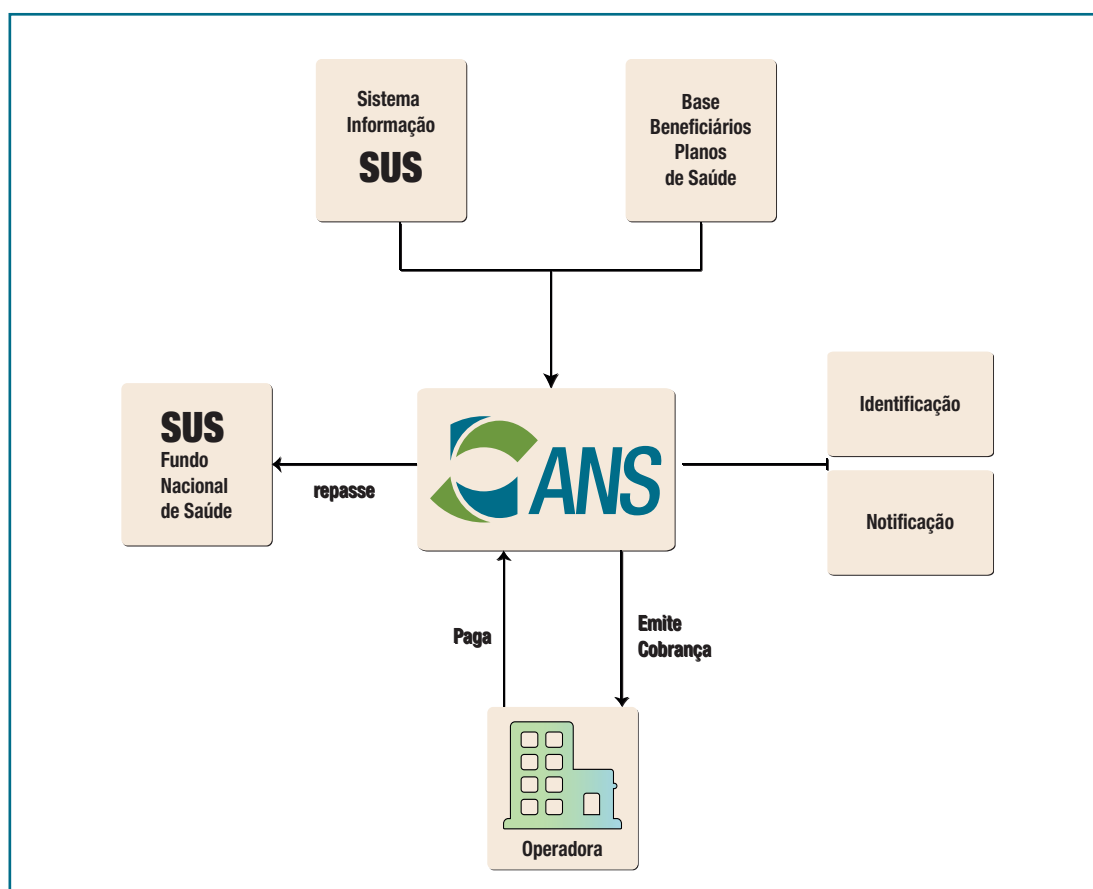 Sistema
Informação
SUS
Base
Beneficiários
Planos
de Saúde
SUS
Fundo
Nacional
de Saúde
repasse
ANS
Identificação
Notificação
Paga
Emite
Cobrança
Operadora